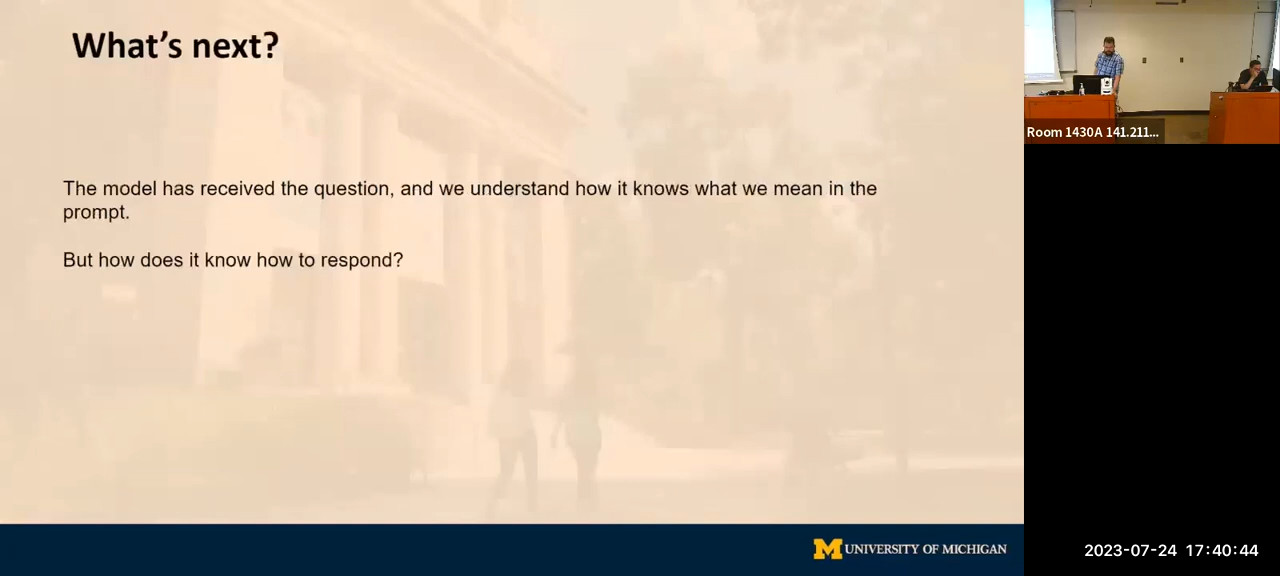 What’s next?
The model has received the question, and we understand how it knows what we mean in the
prompt.
But how does it know how to respond?
M UNIVERSITY OF MICHIGAN
Room 1430A 141.211...
2023-07-24 17:40:44